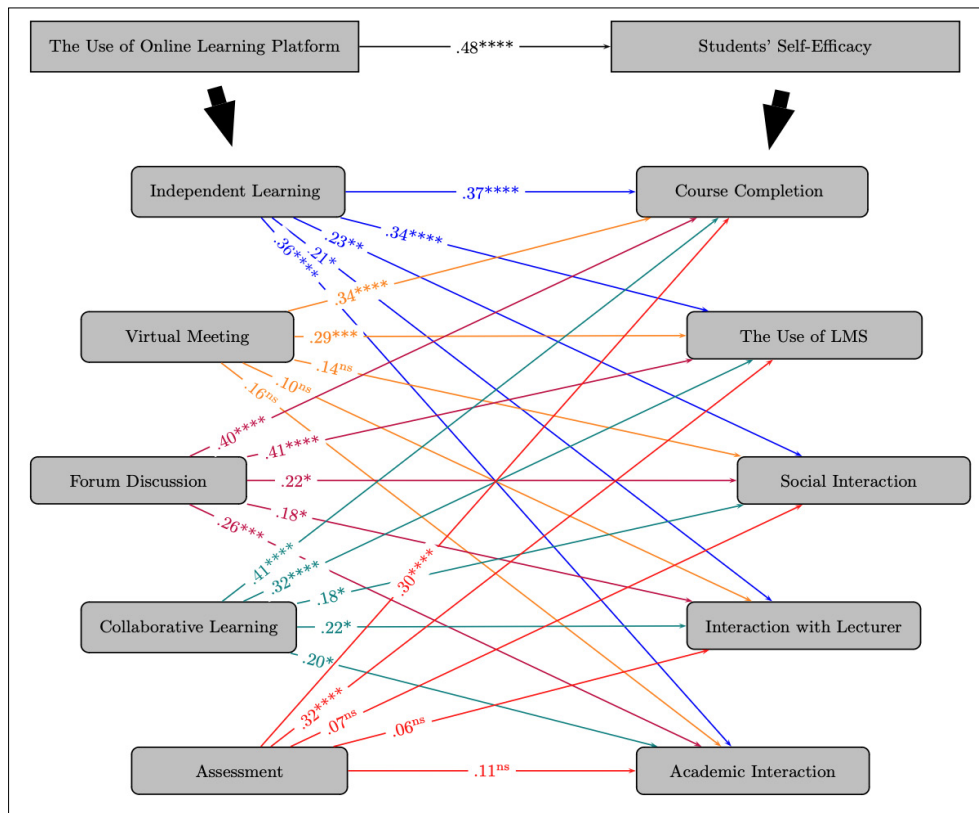 The Use of Online Learning Platform
.48****
Students' Self-Efficacy
Independent Learning
.37****
Course Completion
.36****
.21*
.23**
.34****
.34****
Virtual Meeting
.29***
The Use of LMS
.14ns
.10ns
.16ns
.40****
.41****
Forum Discussion
.22*
Social Interaction
.18*
.26***
.41****
.32****
.30****
.18*
Collaborative Learning
.22*
Interaction with Lecturer
.20*
.32****
.07ns
.06ns
Assessment
.11ns
Academic Interaction